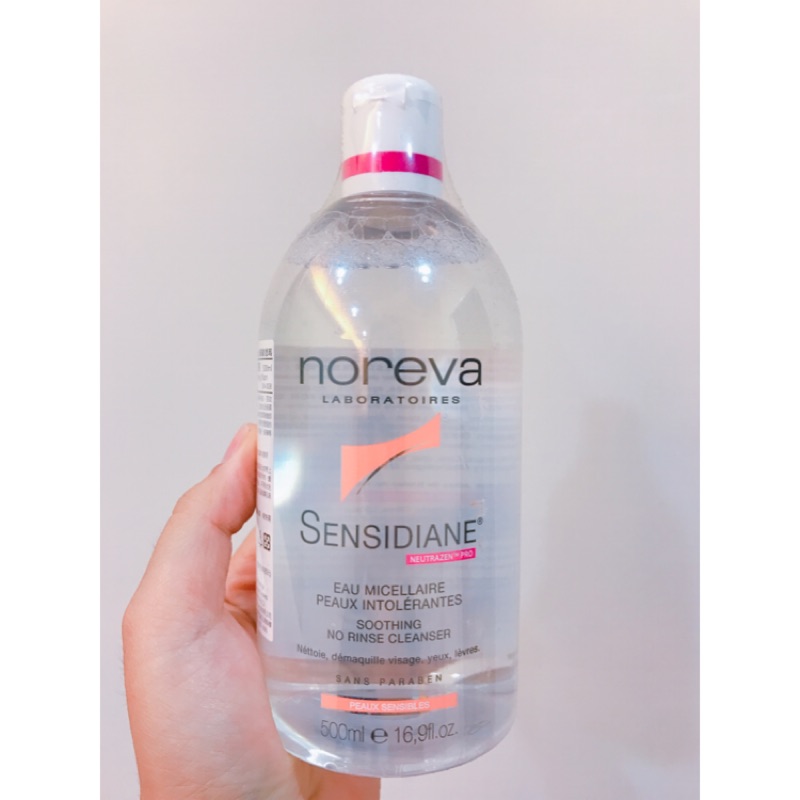 noreva
LABORATOIRES
SENSIDIANE®
NEUTRAZEN™ PRO
EAU MICELLAIRE
PEAUX INTOLÉRANTES
SOOTHING
NO RINSE CLEANSER
Nettoie, démaquille visage, yeux, lèvres.
SANS PARABEN
PEAUX SENSIBLES
500ml e 16,9fl.oz.